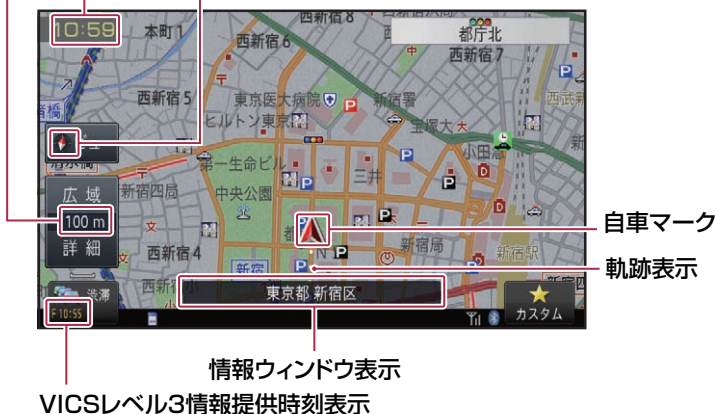 西新宿8
10:59
本町1
西新宿6
都庁北
西新宿7
西新宿5
東京医大病院
新宿署
ヒルトン東京
宝塚大
ビュー
小田急
第一生命ビル
三井
広域
100 m
詳細
新宿四局
中央公園
自車マーク
西新宿4
新宿局
新宿駅
軌跡表示
新宿
渋滞
東京都 新宿区
カスタム
F 10:55
情報ウィンドウ表示
VICSレベル3情報提供時刻表示